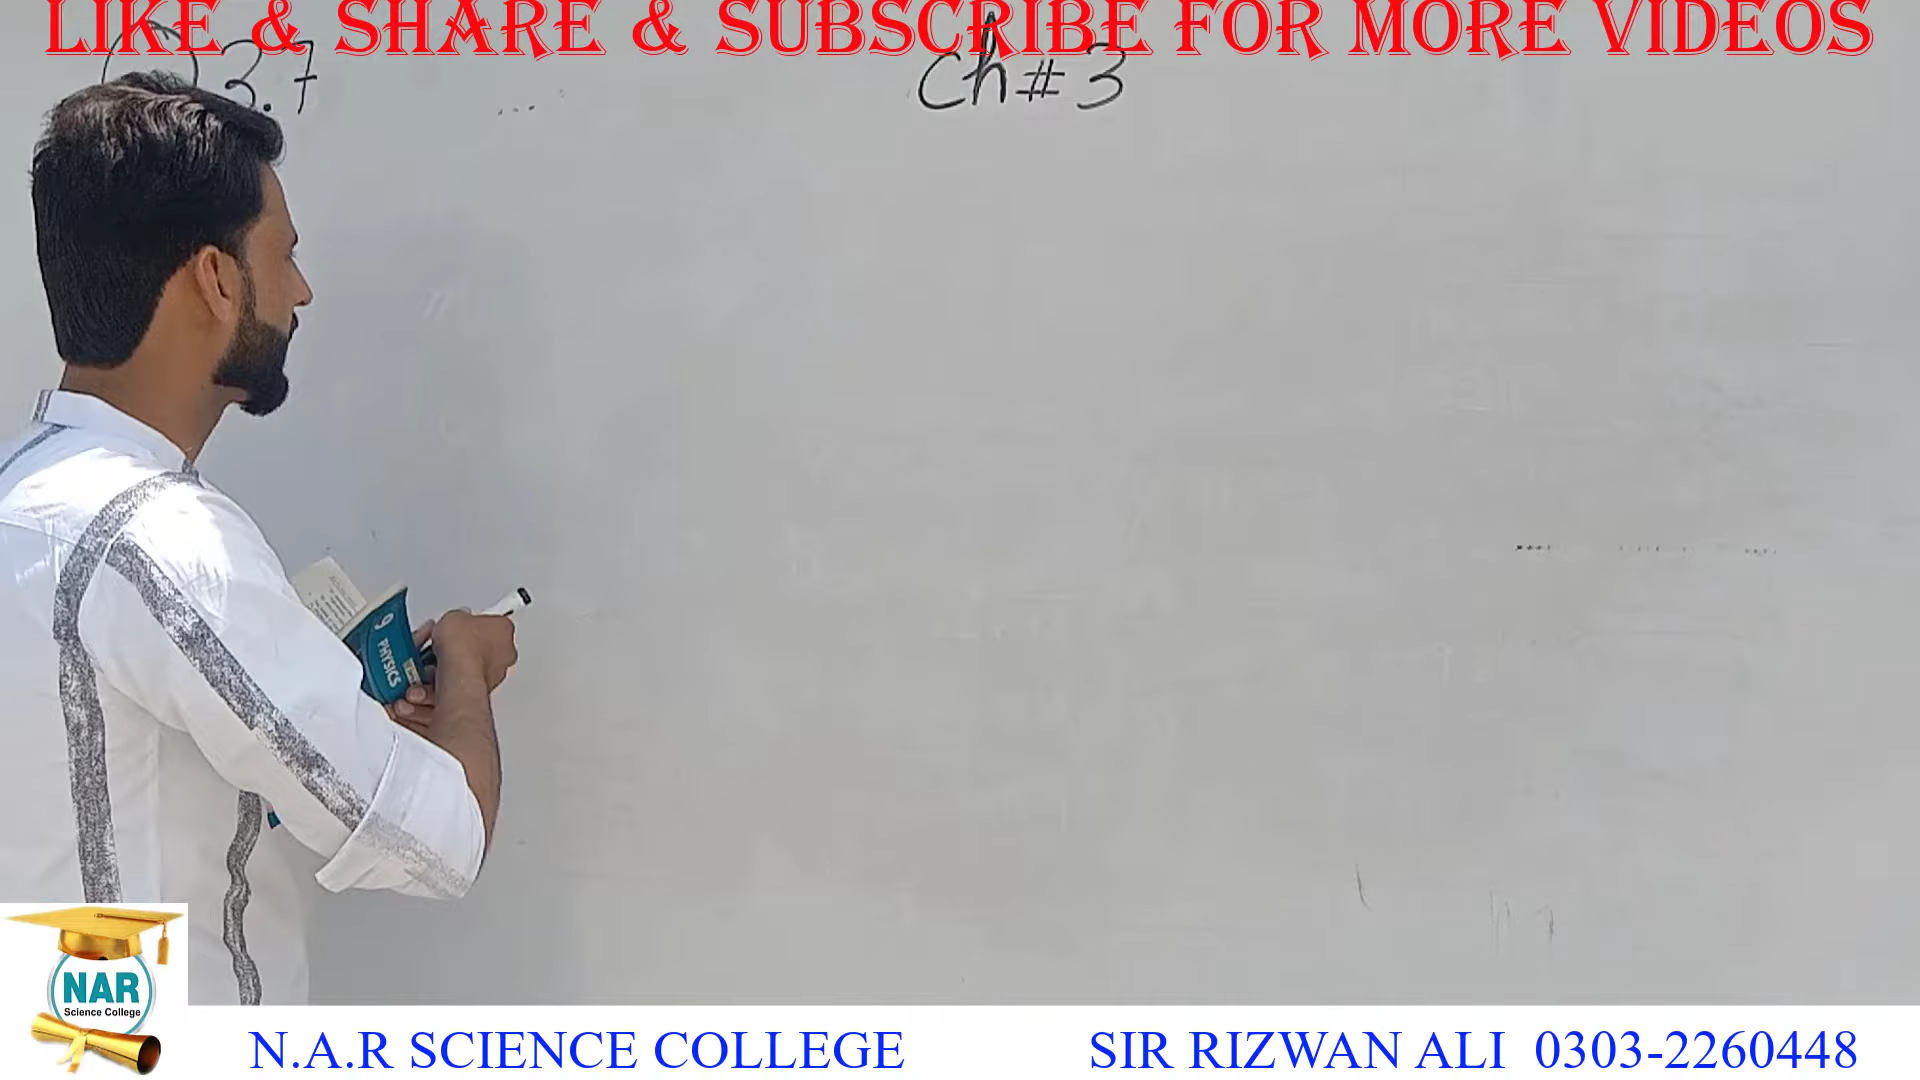 LIKE & SHARE & SUBSCRIBE FOR MORE VIDEOS
3.7
Ch # 3
9
PHYSICS
NAR
Science College
N.A.R SCIENCE COLLEGE
SIR RIZWAN ALI 0303-2260448